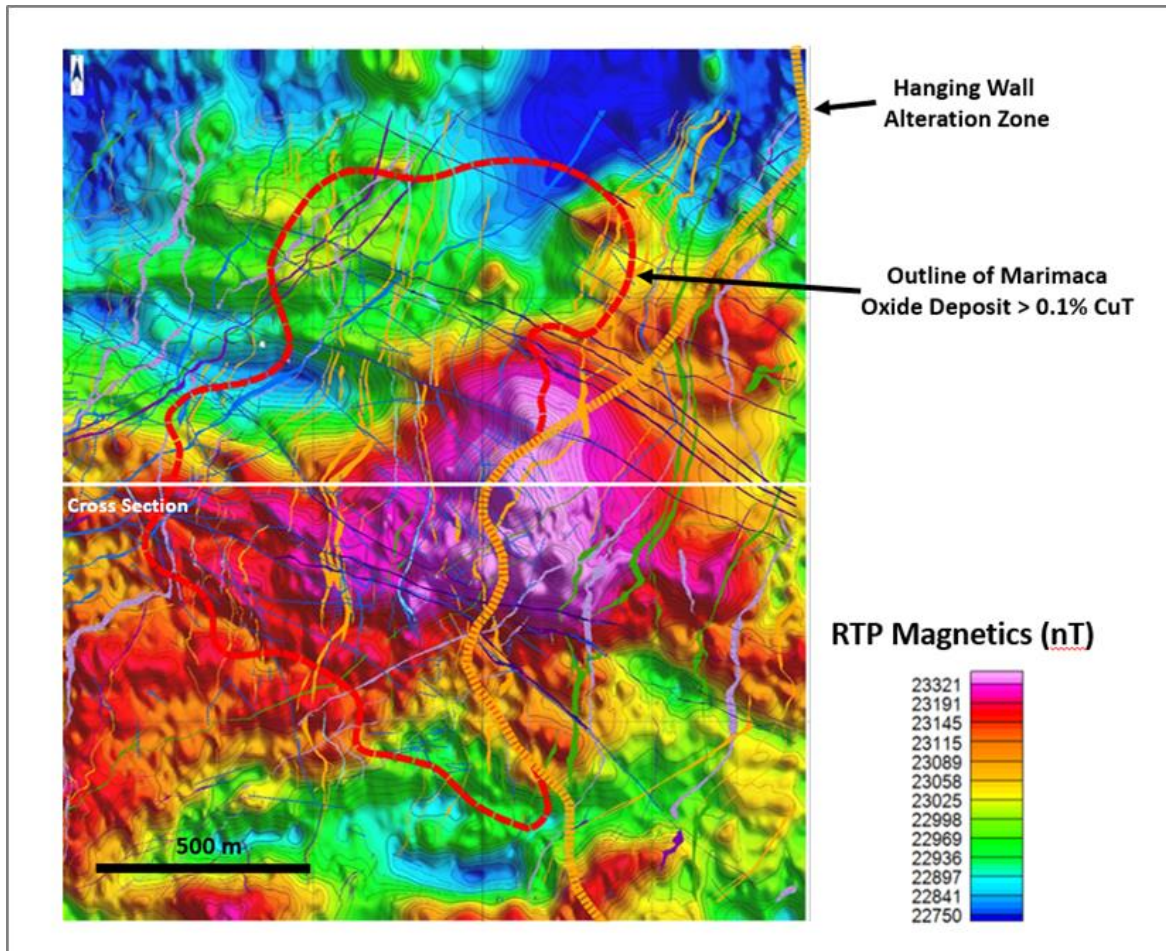 Hanging Wall
Alteration Zone
Outline of Marimaca
Oxide Deposit > 0.1% CuT
Cross Section
500 m
RTP Magnetics (nT)
23321
23191
23145
23115
23089
23058
23025
22998
22969
22936
22897
22841
22750